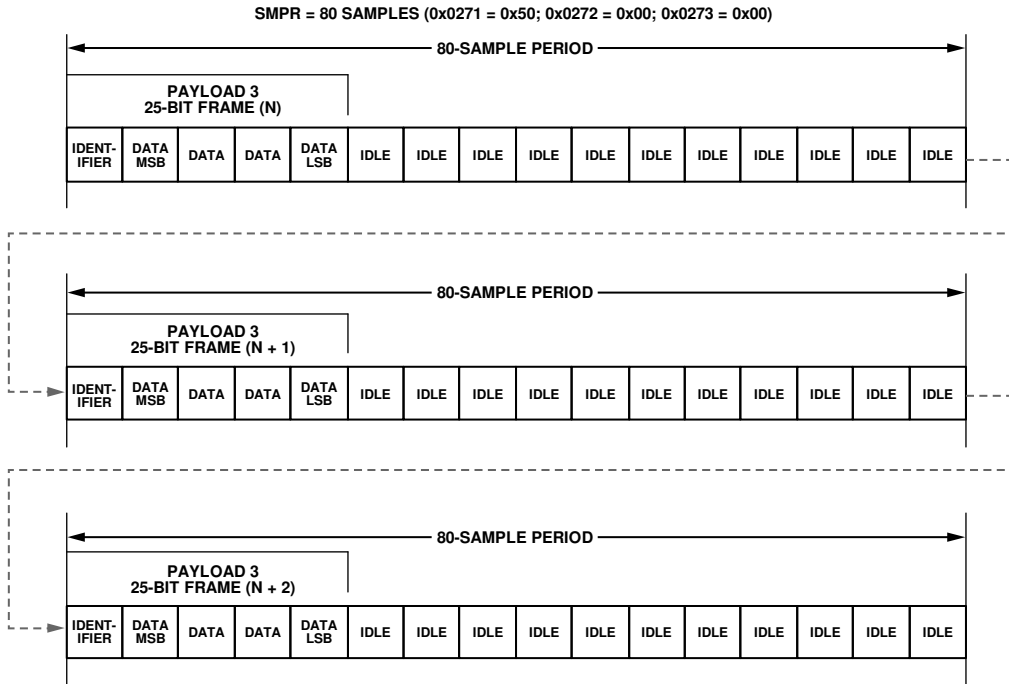 SMPR = 80 SAMPLES (0x0271 = 0x50; 0x0272 = 0x00; 0x0273 = 0x00)
80-SAMPLE PERIOD
PAYLOAD 3
25-BIT FRAME (N)
IDENT-
IFIER
DATA
MSB
DATA
DATA
DATA
LSB
IDLE
IDLE
IDLE
IDLE
IDLE
IDLE
IDLE
IDLE
IDLE
IDLE
IDLE
80-SAMPLE PERIOD
PAYLOAD 3
25-BIT FRAME (N + 1)
IDENT-
IFIER
DATA
MSB
DATA
DATA
DATA
LSB
IDLE
IDLE
IDLE
IDLE
IDLE
IDLE
IDLE
IDLE
IDLE
IDLE
IDLE
80-SAMPLE PERIOD
PAYLOAD 3
25-BIT FRAME (N + 2)
IDENT-
IFIER
DATA
MSB
DATA
DATA
DATA
LSB
IDLE
IDLE
IDLE
IDLE
IDLE
IDLE
IDLE
IDLE
IDLE
IDLE
IDLE